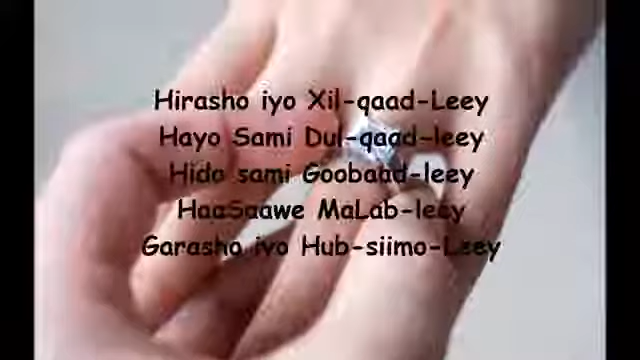 Hirasho iyo Xil-qaad-Leey
Hayo Sami Dul-qaad-leey
Hido sami Goobaad-leey
HaaSaawe MaLab-leey
Garasho iyo Hub-siimo-Leey